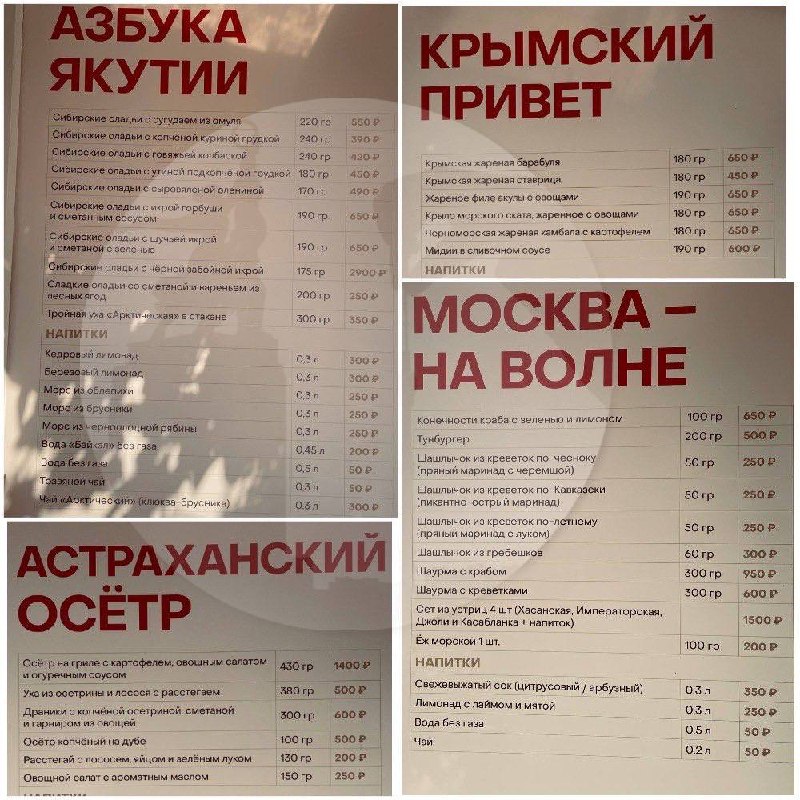 АЗБУКА
ЯКУТИИ
Сибирские оладьи с сугудаем из омуля 220 гр 550 ₽
Сибирские оладьи с копчёной куриной грудкой 240 гр 390 ₽
Сибирские оладьи с говяжьей колбаской 240 гр 420 ₽
Сибирские оладьи с утиной подкопчёной грудкой 180 гр 450 ₽
Сибирские оладьи с сыровяленой олениной 170 гр 490 ₽
Сибирские оладьи с икрой горбуши
и сметанным соусом 190 гр 650 ₽
Сибирские оладьи с щучьей икрой
и сметаной с зеленью 190 гр 650 ₽
Сибирские оладьи с чёрной забойной икрой 175 гр 2900 ₽
Сладкие оладьи со сметаной и вареньем из
лесных ягод 200 гр 250 ₽
Тройная уха «Арктическая» в стакане 300 гр 350 ₽
НАПИТКИ
Кедровый лимонад 0,3 л 300 ₽
Березовый лимонад 0,3 л 300 ₽
Морс из облепихи 0,3 л 250 ₽
Морс из брусники 0,3 л 250 ₽
Морс из черноплодной рябины 0,3 л 250 ₽
Вода «Байкал» без газа 0,45 л 200 ₽
Вода без газа 0,5 л 50 ₽
Травяной чай 0,3 л 50 ₽
Чай «Арктический» (клюква-брусника) 0,3 л 300 ₽
КРЫМСКИЙ
ПРИВЕТ
Крымская жареная барабуля 180 гр 650 ₽
Крымская жареная ставрида 180 гр 450 ₽
Жареное филе акулы с овощами 190 гр 650 ₽
Крыло морского ската, жаренное с овощами 180 гр 650 ₽
Черноморская жареная камбала с картофелем 180 гр 650 ₽
Мидии в сливочном соусе 190 гр 600 ₽
НАПИТКИ
МОСКВА –
НА ВОЛНЕ
Конечности краба с зеленью и лимоном 100 гр 650 ₽
Тунбургер 200 гр 500 ₽
Шашлычок из креветок по-чесноку
(пряный маринад с черемшой) 50 гр 250 ₽
Шашлычок из креветок по-Кавказски
(пикантно-острый маринад) 50 гр 250 ₽
Шашлычок из креветок по-летнему
(пряный маринад с луком) 50 гр 250 ₽
Шашлычок из гребешков 60 гр 300 ₽
Шаурма с крабом 300 гр 950 ₽
Шаурма с креветками 300 гр 600 ₽
Сет из устриц 4 шт (Хасанская, Императорская,
Джоли и Касабланка + напиток) 1500 ₽
Ёж морской 1 шт. 100 гр 200 ₽
НАПИТКИ
Свежевыжатый сок (цитрусовый / арбузный) 0.3 л 350 ₽
Лимонад с лаймом и мятой 0.3 л 250 ₽
Вода без газа 0.5 л 50 ₽
Чай 0.2 л 50 ₽
АСТРАХАНСКИЙ
ОСЁТР
Осётр на гриле с картофелем, овощным салатом
и огуречным соусом 430 гр 1400 ₽
Уха из осетрины и лосося с расстегаем 380 гр 500 ₽
Драники с копчёной осетриной, сметаной
и гарниром из овощей 300 гр 600 ₽
Осётр копчёный на дубе 100 гр 500 ₽
Расстегай с лососем, яйцом и зелёным луком 130 гр 200 ₽
Овощной салат с ароматным маслом 150 гр 250 ₽
НАПИТКИ